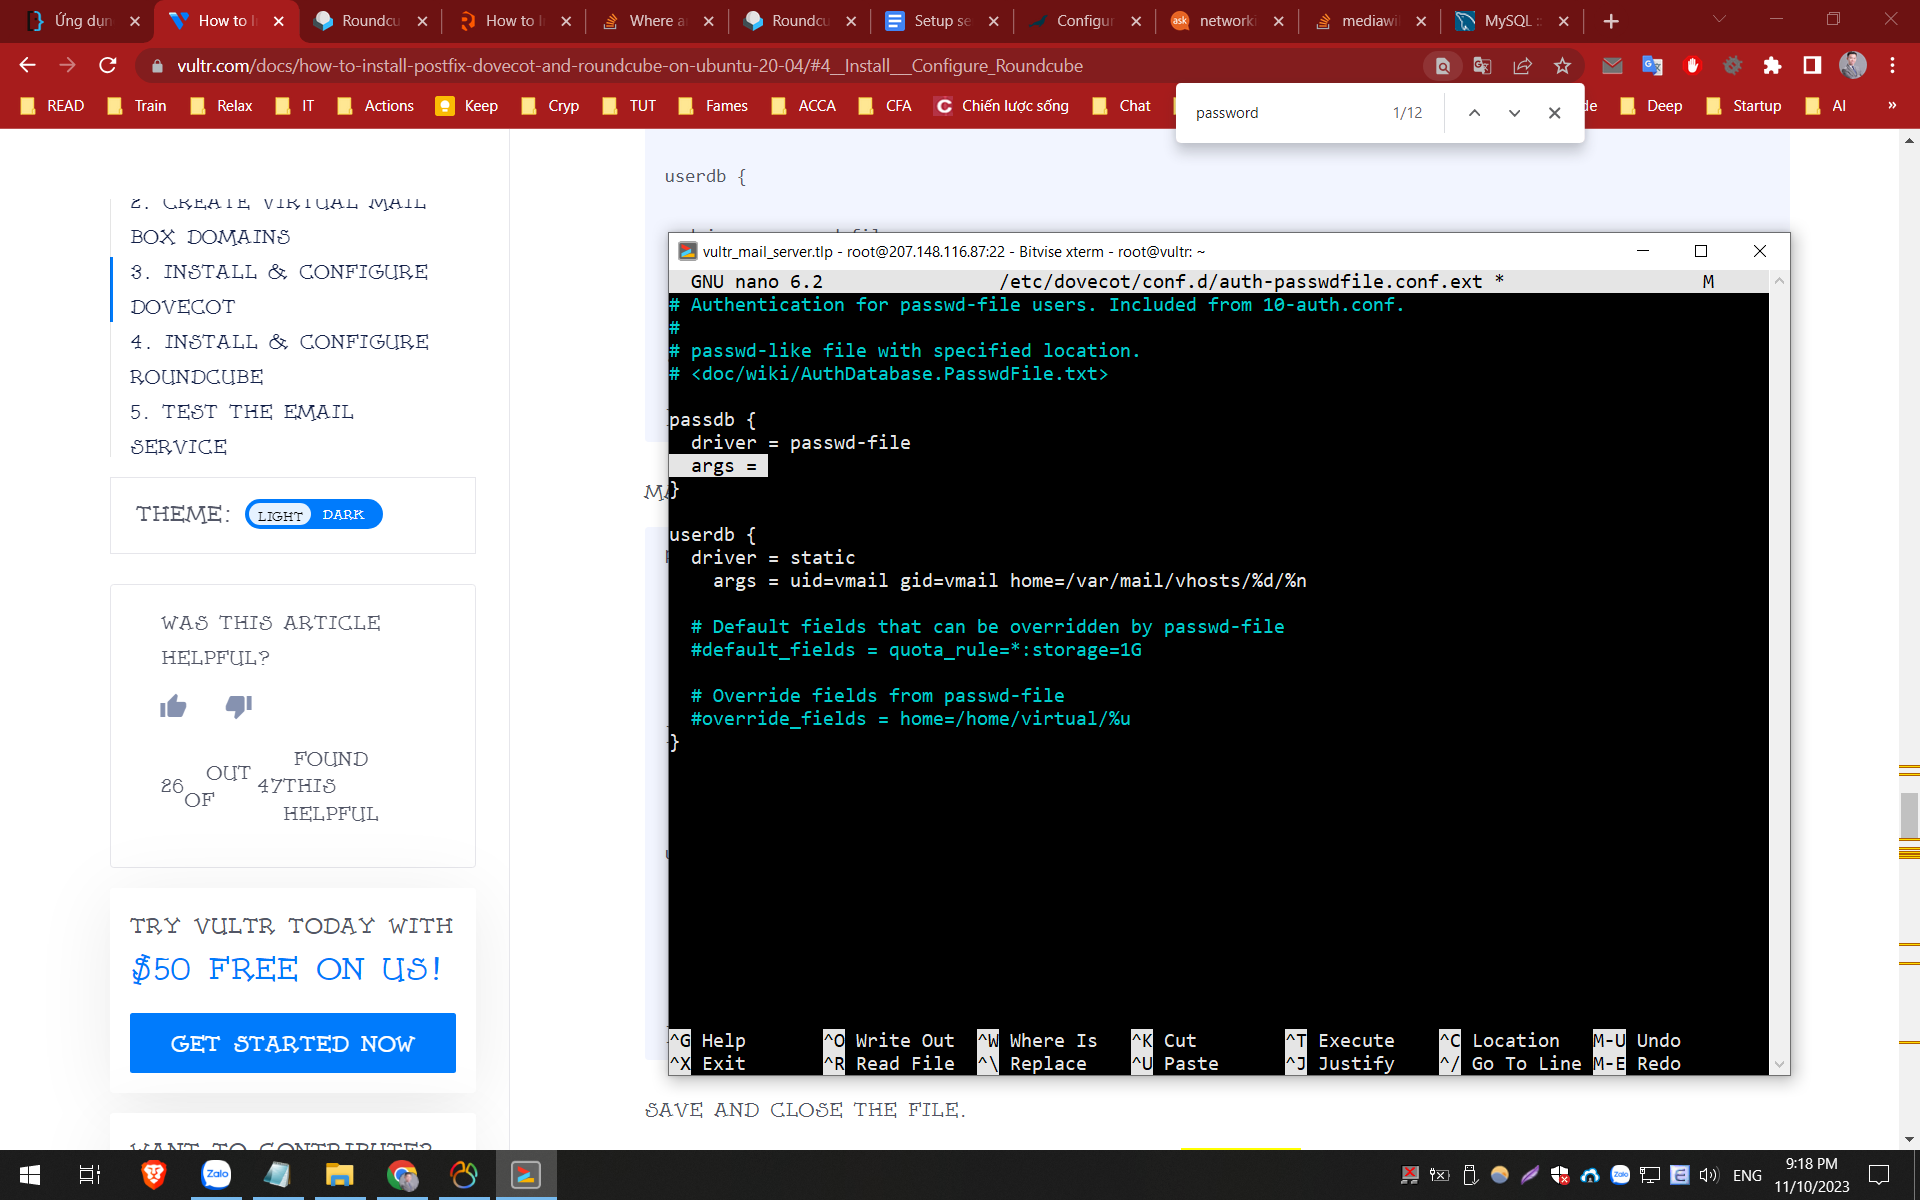 Ứng dụn
How to I
Roundcu
How to In
Where a
Roundcu
Setup se
Configur
networki
mediawi
MySQL :
vultr.com/docs/how-to-install-postfix-dovecot-and-roundcube-on-ubuntu-20-04/#4__Install___Configure_Roundcube
READ
Train
Relax
IT
Actions
Keep
Cryp
TUT
Fames
ACCA
CFA
Chiến lược sống
Chat
de
Deep
Startup
AI
»
password
1/12
userdb {
2. CREATE VIRTUAL MAIL
BOX DOMAINS
3. INSTALL & CONFIGURE
DOVECOT
4. INSTALL & CONFIGURE
ROUNDCUBE
5. TEST THE EMAIL
SERVICE
THEME:
LIGHT
DARK
WAS THIS ARTICLE
HELPFUL?
26
OF
OUT
47
FOUND
THIS
HELPFUL
TRY VULTR TODAY WITH
$50 FREE ON US!
GET STARTED NOW
WANT TO CONTRIBUTE?
vultr_mail_server.tlp - root@207.148.116.87:22 - Bitvise xterm - root@vultr: ~
GNU nano 6.2 /etc/dovecot/conf.d/auth-passwdfile.conf.ext * M
# Authentication for passwd-file users. Included from 10-auth.conf.
#
# passwd-like file with specified location.
# <doc/wiki/AuthDatabase.PasswdFile.txt>
passdb {
driver = passwd-file
args =
}
userdb {
driver = static
args = uid=vmail gid=vmail home=/var/mail/vhosts/%d/%n
# Default fields that can be overridden by passwd-file
#default_fields = quota_rule=*:storage=1G
# Override fields from passwd-file
#override_fields = home=/home/virtual/%u
}
^G Help ^O Write Out ^W Where Is ^K Cut ^T Execute ^C Location M-U Undo
^X Exit ^R Read File ^\ Replace ^U Paste ^J Justify ^/ Go To Line M-E Redo
SAVE AND CLOSE THE FILE.
Zalo
ENG
9:18 PM
11/10/2023